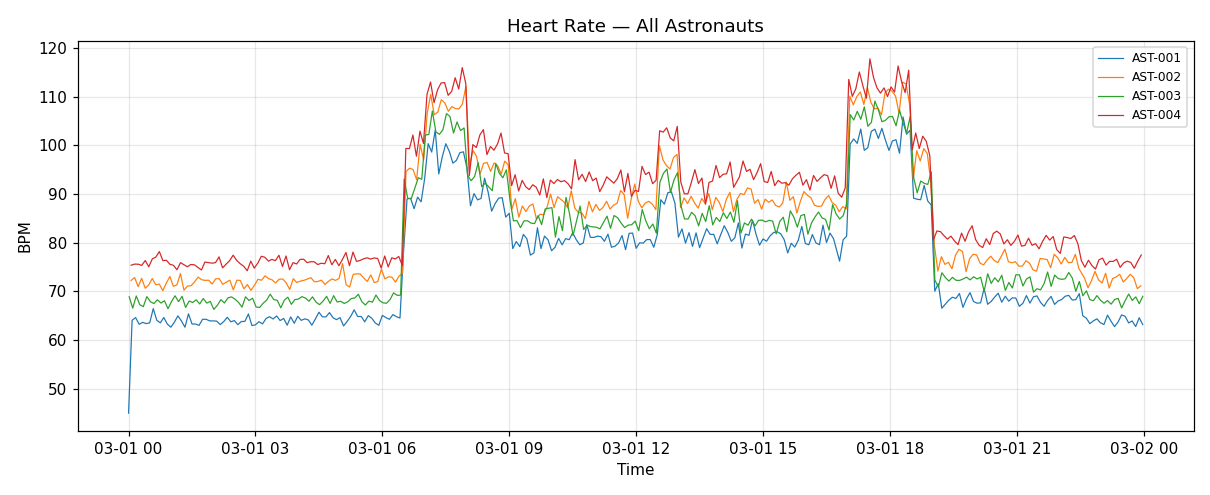 Heart Rate — All Astronauts
BPM
120
110
100
90
80
70
60
50
AST-001
AST-002
AST-003
AST-004
03-01 00
03-01 03
03-01 06
03-01 09
03-01 12
03-01 15
03-01 18
03-01 21
03-02 00
Time